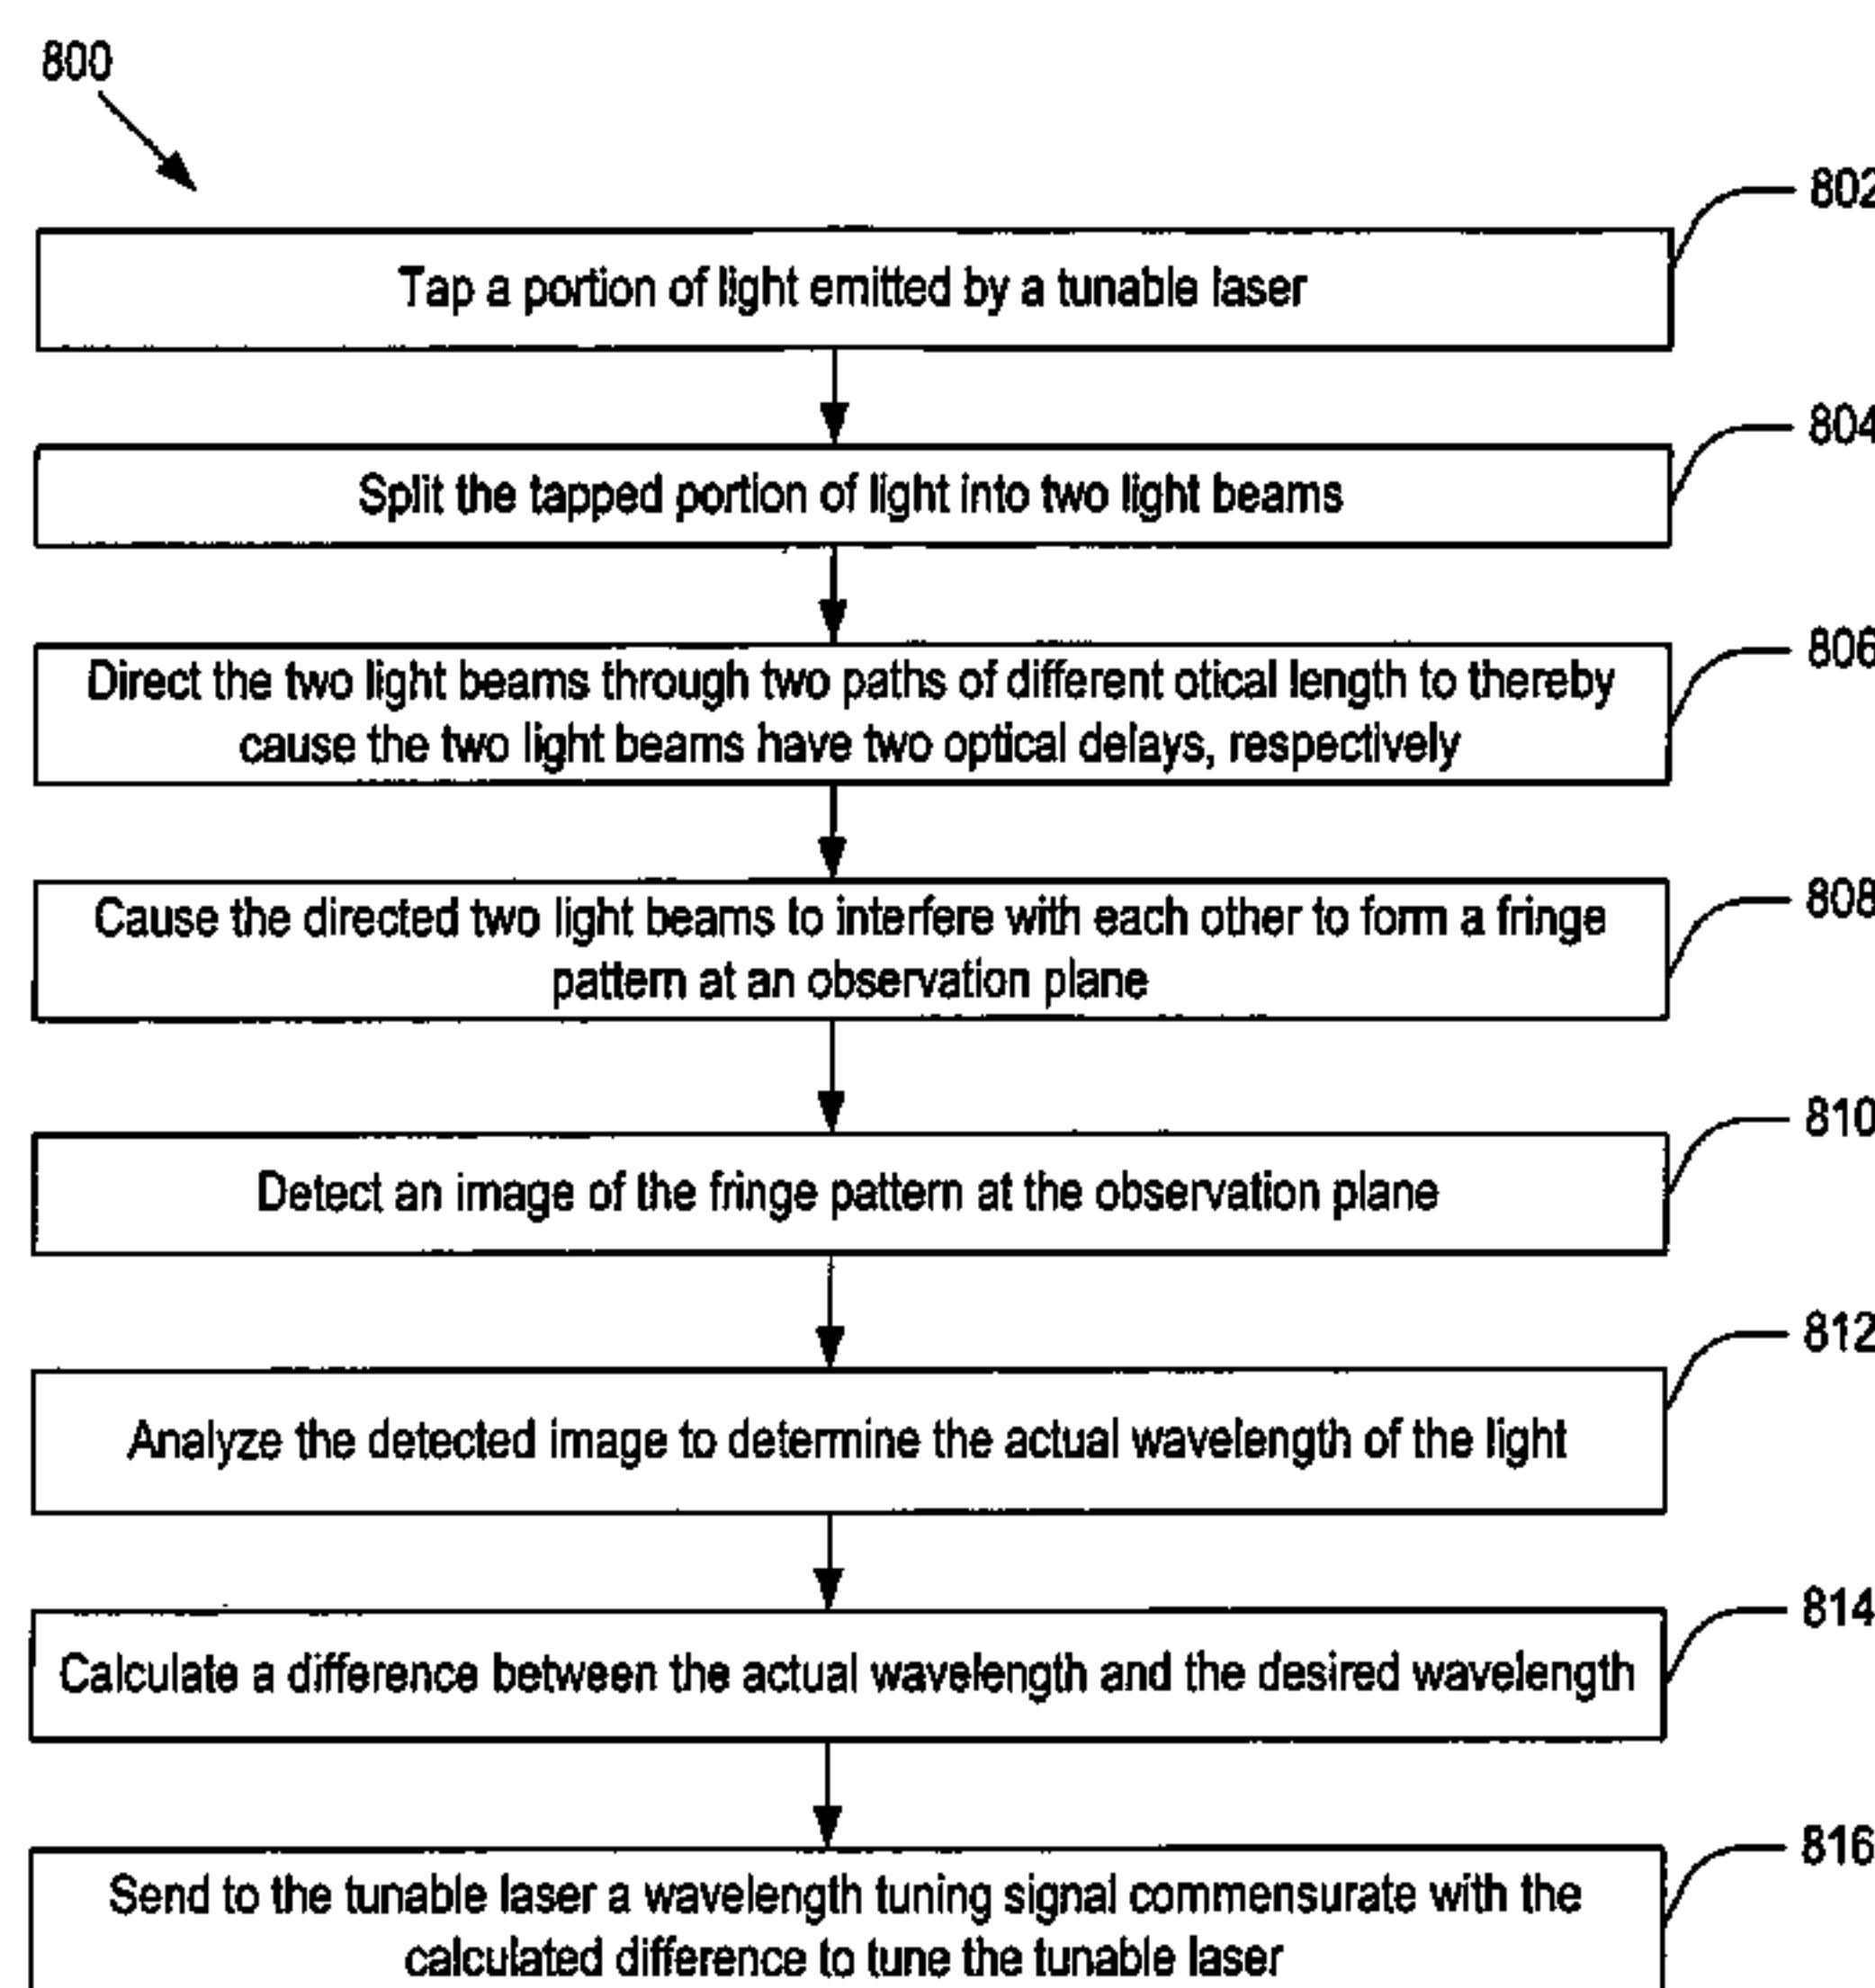 800
802
Tap a portion of light emitted by a tunable laser
804
Split the tapped portion of light into two light beams
806
Direct the two light beams through two paths of different otical length to thereby
cause the two light beams have two optical delays, respectively
808
Cause the directed two light beams to interfere with each other to form a fringe
pattern at an observation plane
810
Detect an image of the fringe pattern at the observation plane
812
Analyze the detected image to determine the actual wavelength of the light
814
Calculate a difference between the actual wavelength and the desired wavelength
816
Send to the tunable laser a wavelength tuning signal commensurate with the
calculated difference to tune the tunable laser